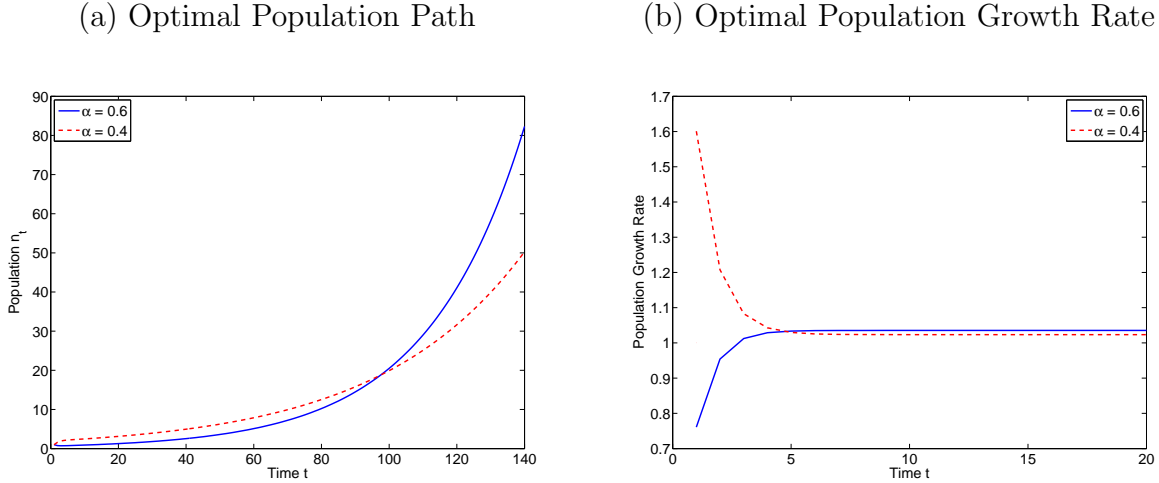 (a) Optimal Population Path
90
80
70
60
50
40
30
20
10
0
Population n_t
α = 0.6
α = 0.4
0 20 40 60 80 100 120 140
Time t
(b) Optimal Population Growth Rate
1.7
1.6
1.5
1.4
1.3
1.2
1.1
1
0.9
0.8
0.7
Population Growth Rate
α = 0.6
α = 0.4
0 5 10 15 20
Time t